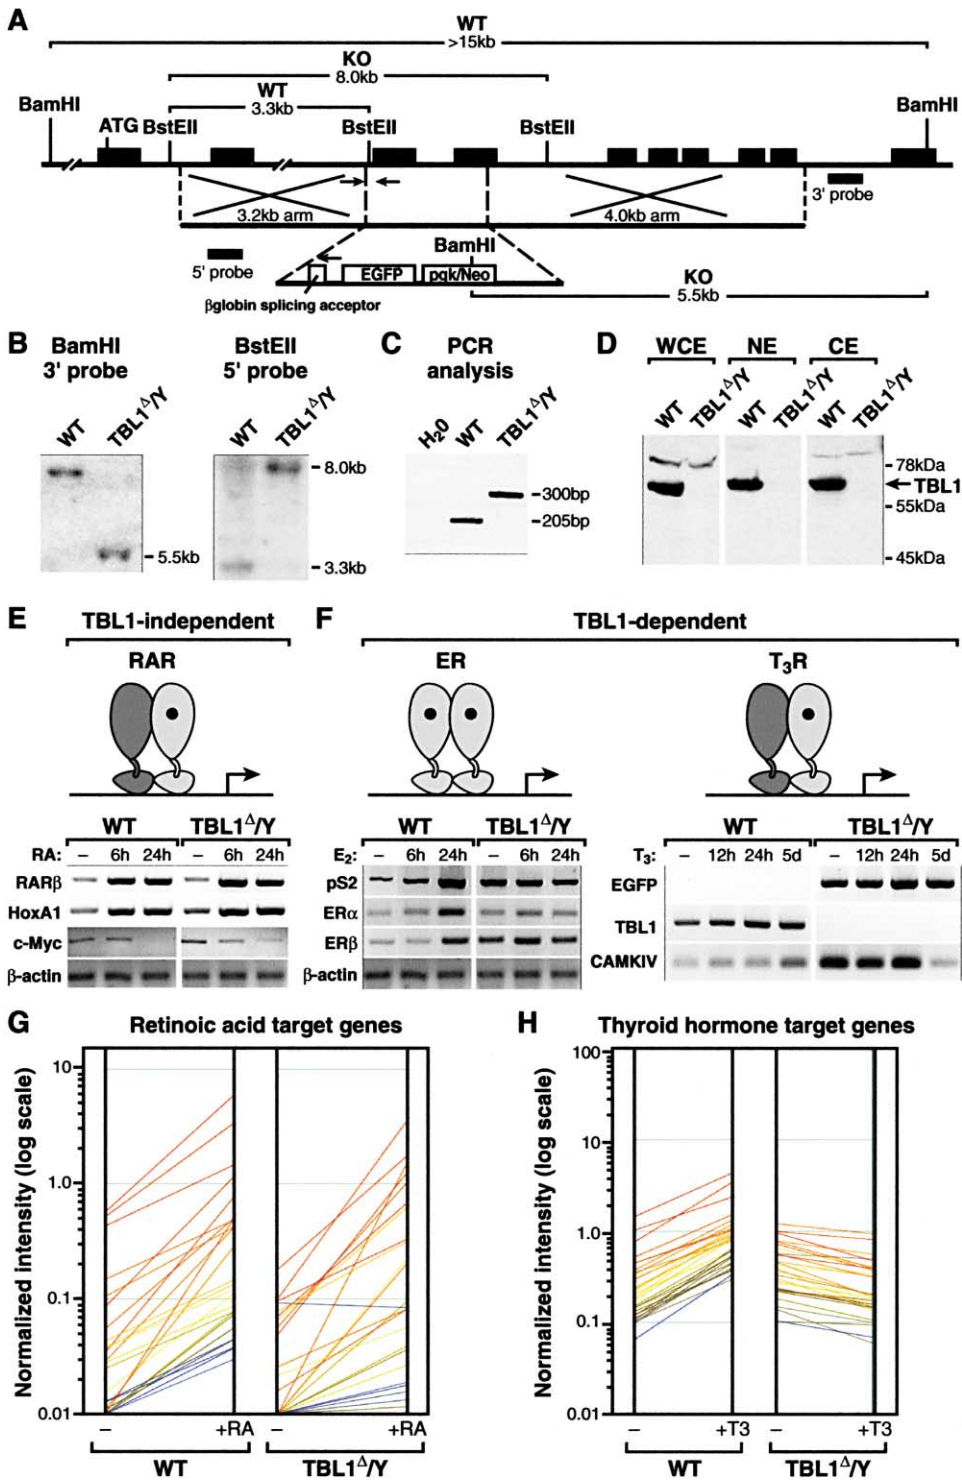 A
WT
>15kb
KO
8.0kb
WT
3.3kb
BamHI
ATG BstEII
BstEII
BstEII
BamHI
3.2kb arm
4.0kb arm
3' probe
5' probe
BamHI
EGFP
pgk/Neo
KO
5.5kb
βglobin splicing acceptor
B
BamHI
3' probe
BstEII
5' probe
WT
TBL1Δ/Y
WT
TBL1Δ/Y
8.0kb
5.5kb
3.3kb
C
PCR
analysis
H20
WT
TBL1Δ/Y
300bp
205bp
D
WCE
NE
CE
WT
TBL1Δ/Y
WT
TBL1Δ/Y
WT
TBL1Δ/Y
78kDa
TBL1
55kDa
45kDa
E
TBL1-independent
RAR
WT
TBL1Δ/Y
RA: – 6h 24h – 6h 24h
RARβ
HoxA1
c-Myc
β-actin
F
TBL1-dependent
ER
T3R
WT
TBL1Δ/Y
E2: – 6h 24h – 6h 24h
pS2
ERα
ERβ
β-actin
WT
TBL1Δ/Y
T3: – 12h 24h 5d – 12h 24h 5d
EGFP
TBL1
CAMKIV
G
Retinoic acid target genes
Normalized intensity (log scale)
10
1.0
0.1
0.01
– +RA – +RA
WT
TBL1Δ/Y
H
Thyroid hormone target genes
Normalized intensity (log scale)
100
10
1.0
0.1
0.01
– +T3 – +T3
WT
TBL1Δ/Y